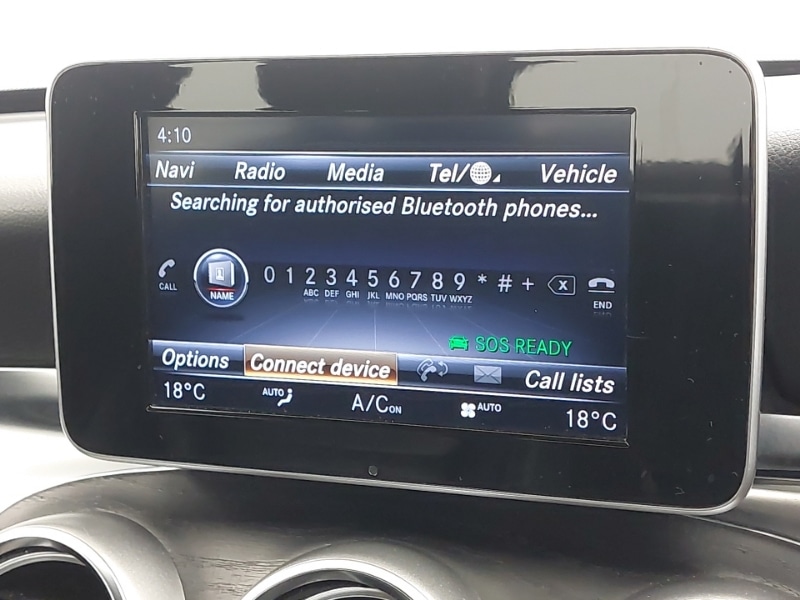 4:10
Navi Radio Media Tel/ Vehicle
Searching for authorised Bluetooth phones...
0 1 2 3 4 5 6 7 8 9 * # +
CALL NAME ABC DEF GHI JKL MNO PQRS TUV WXYZ END
SOS READY
Options Connect device Call lists
18°C AUTO A/C ON AUTO 18°C